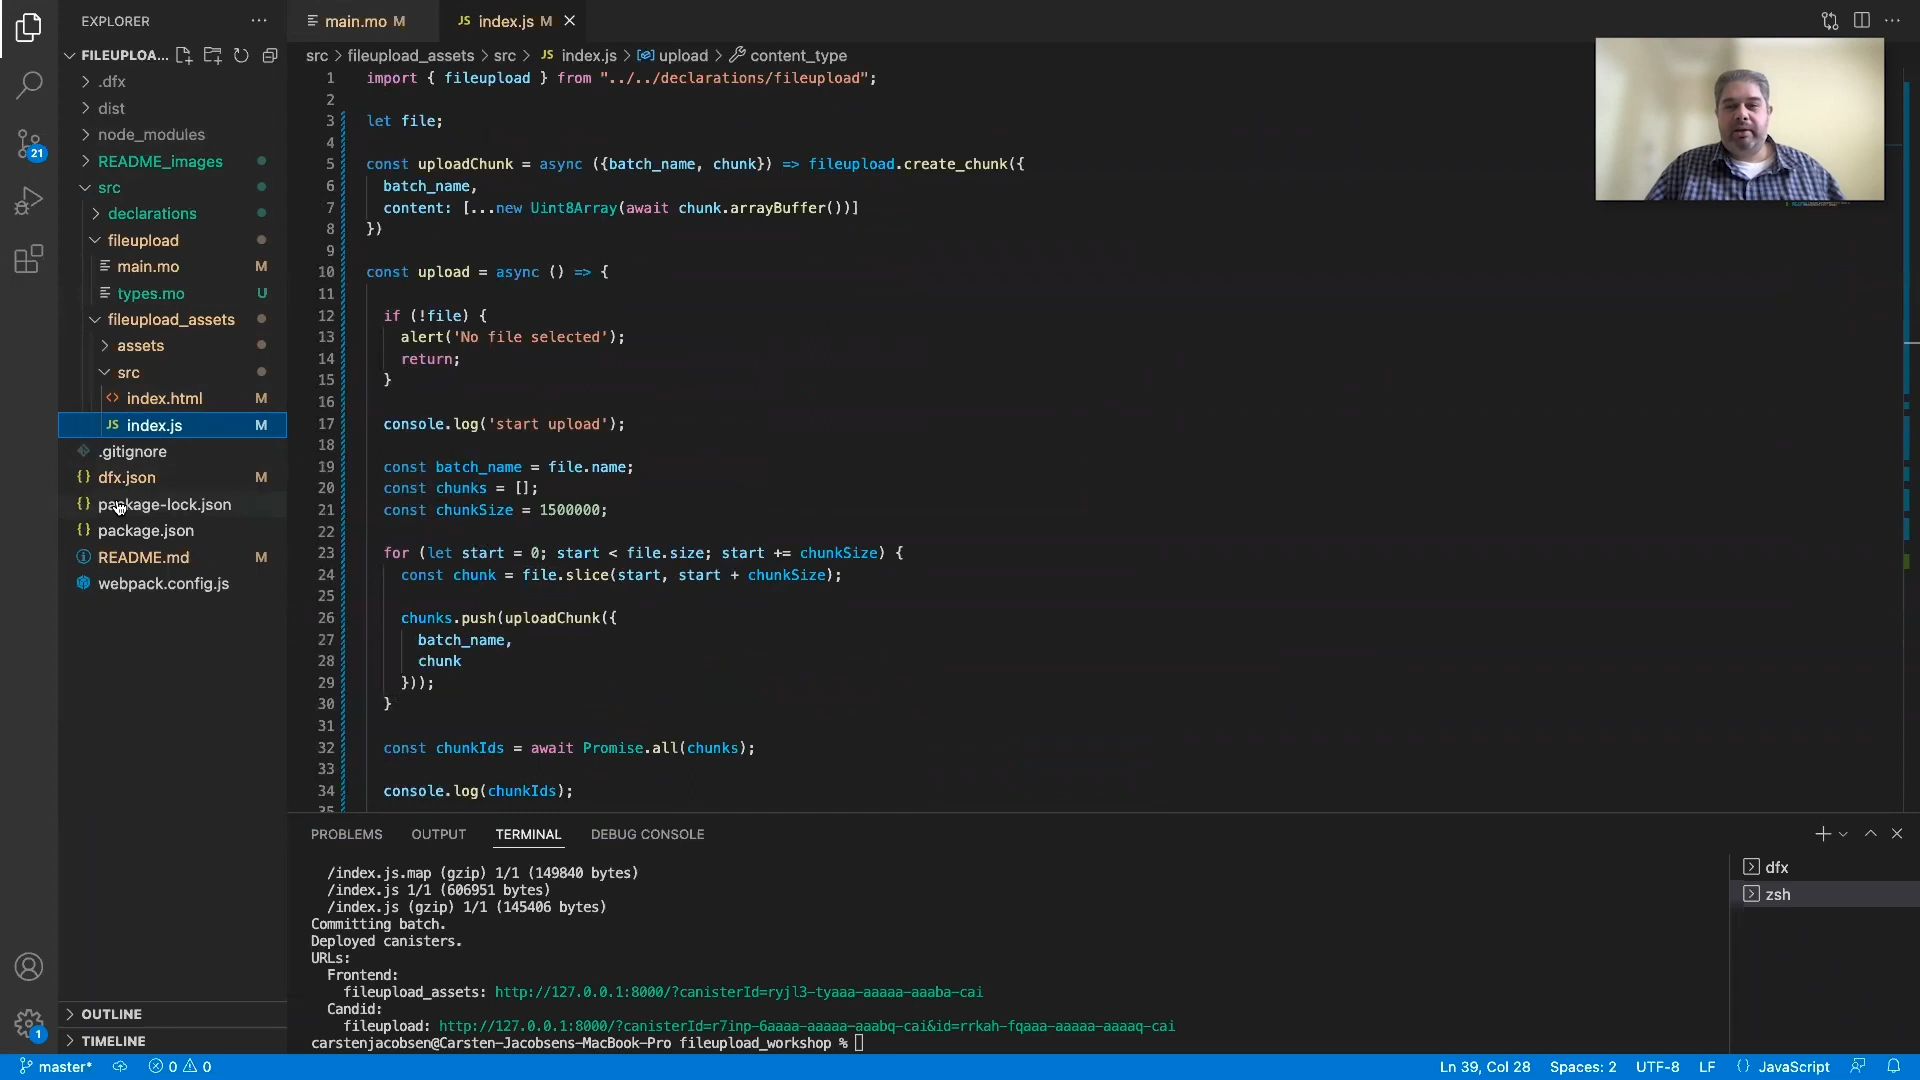 EXPLORER
FILEUPLOA...
.dfx
dist
node_modules
README_images
src
declarations
fileupload
main.mo M
types.mo U
fileupload_assets
assets
src
index.html M
index.js M
.gitignore
dfx.json M
package-lock.json
package.json
README.md M
webpack.config.js
OUTLINE
TIMELINE
21
1
main.mo M
JS index.js M
src > fileupload_assets > src > JS index.js > upload > content_type
1 import { fileupload } from "../../declarations/fileupload";
2
3 let file;
4
5 const uploadChunk = async ({batch_name, chunk}) => fileupload.create_chunk({
6 batch_name,
7 content: [...new Uint8Array(await chunk.arrayBuffer())]
8 })
9
10 const upload = async () => {
11
12 if (!file) {
13 alert('No file selected');
14 return;
15 }
16
17 console.log('start upload');
18
19 const batch_name = file.name;
20 const chunks = [];
21 const chunkSize = 1500000;
22
23 for (let start = 0; start < file.size; start += chunkSize) {
24 const chunk = file.slice(start, start + chunkSize);
25
26 chunks.push(uploadChunk({
27 batch_name,
28 chunk
29 }));
30 }
31
32 const chunkIds = await Promise.all(chunks);
33
34 console.log(chunkIds);
35
PROBLEMS OUTPUT TERMINAL DEBUG CONSOLE
/index.js.map (gzip) 1/1 (149840 bytes)
/index.js 1/1 (606951 bytes)
/index.js (gzip) 1/1 (145406 bytes)
Committing batch.
Deployed canisters.
URLs:
Frontend:
fileupload_assets: http://127.0.0.1:8000/?canisterId=ryjl3-tyaaa-aaaaa-aaaba-cai
Candid:
fileupload: http://127.0.0.1:8000/?canisterId=r7inp-6aaaa-aaaaa-aaabq-cai&id=rrkah-fqaaa-aaaaa-aaaaq-cai
carstenjacobsen@Carsten-Jacobsens-MacBook-Pro fileupload_workshop %
dfx
zsh
master* 0 0 Ln 39, Col 28 Spaces: 2 UTF-8 LF {} JavaScript